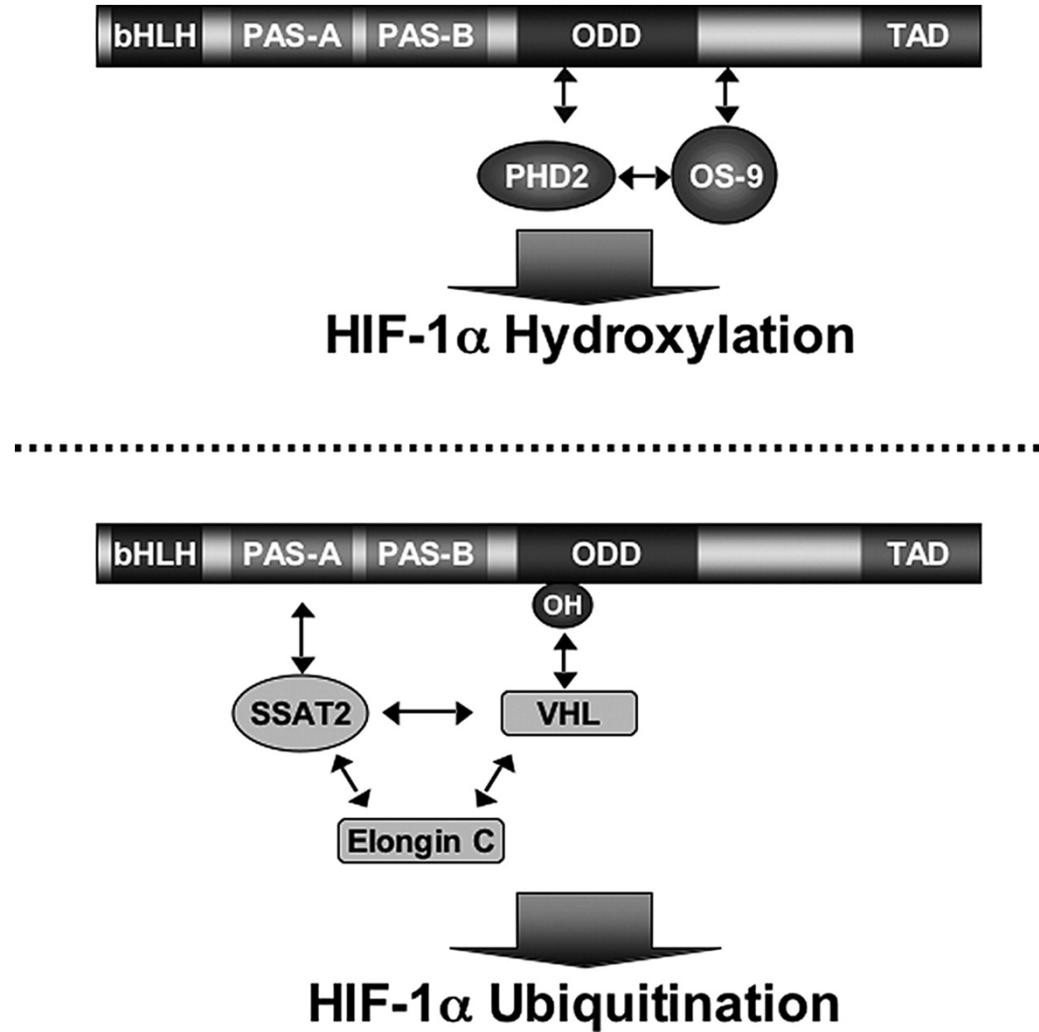 bHLH PAS-A PAS-B ODD TAD
PHD2 OS-9
HIF-1α Hydroxylation
bHLH PAS-A PAS-B ODD TAD
OH
SSAT2 VHL
Elongin C
HIF-1α Ubiquitination